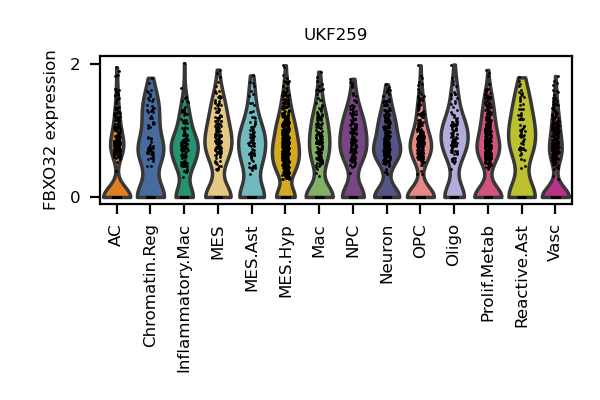 UKF259
FBXO32 expression
2
0
AC
Chromatin.Reg
Inflammatory.Mac
MES
MES.Ast
MES.Hyp
Mac
NPC
Neuron
OPC
Oligo
Prolif.Metab
Reactive.Ast
Vasc